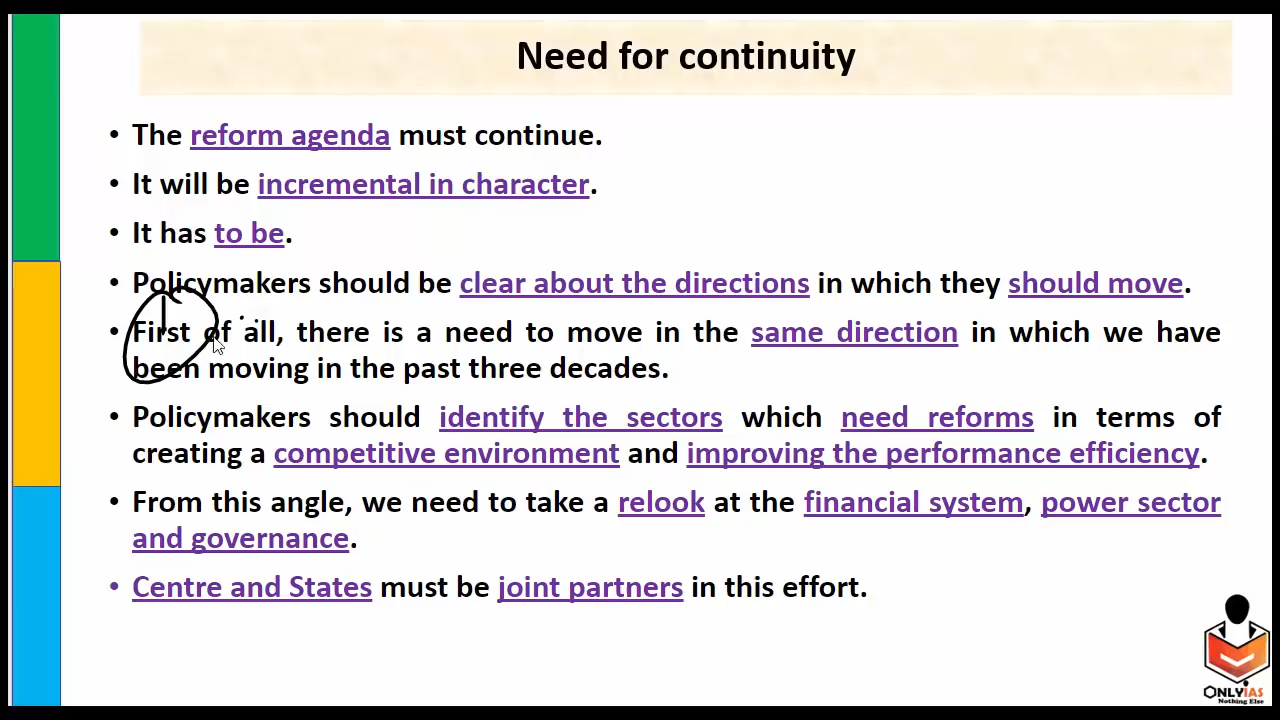 Need for continuity
• The reform agenda must continue.
• It will be incremental in character.
• It has to be.
• Policymakers should be clear about the directions in which they should move.
• First of all, there is a need to move in the same direction in which we have
been moving in the past three decades.
• Policymakers should identify the sectors which need reforms in terms of
creating a competitive environment and improving the performance efficiency.
• From this angle, we need to take a relook at the financial system, power sector
and governance.
• Centre and States must be joint partners in this effort.
ONLYIAS
Nothing Else